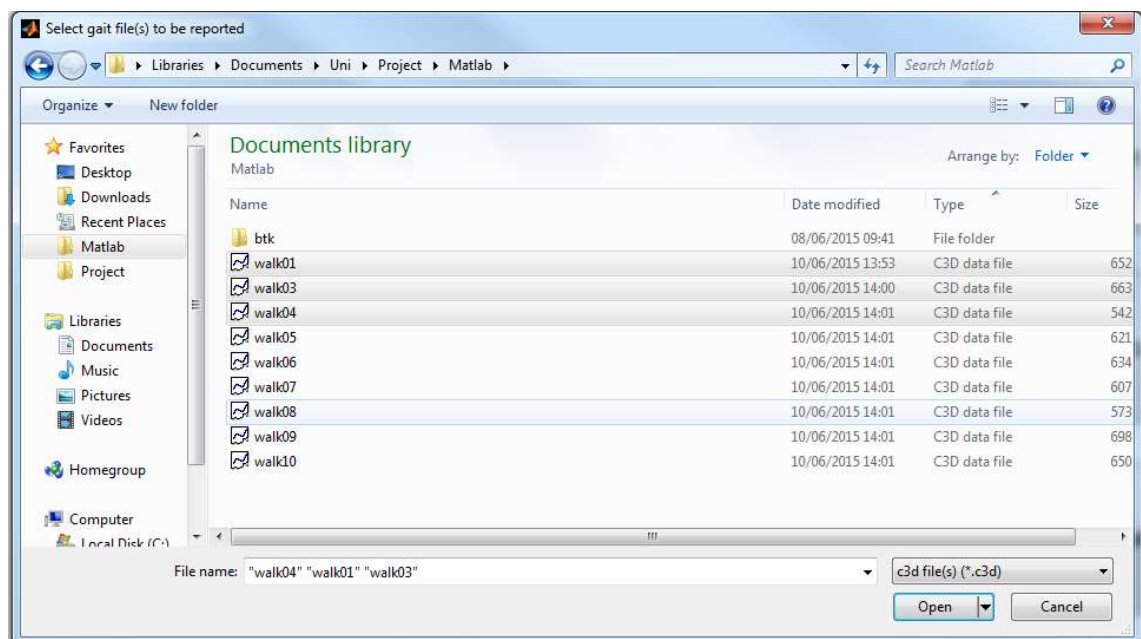 Select gait file(s) to be reported
Libraries Documents Uni Project Matlab
Search Matlab
Organize New folder
Favorites
Desktop
Downloads
Recent Places
Matlab
Project
Libraries
Documents
Music
Pictures
Videos
Homegroup
Computer
Local Disk (C:)
Documents library
Matlab
Arrange by: Folder
Name Date modified Type Size
btk 08/06/2015 09:41 File folder
walk01 10/06/2015 13:53 C3D data file 652
walk03 10/06/2015 14:00 C3D data file 663
walk04 10/06/2015 14:01 C3D data file 542
walk05 10/06/2015 14:01 C3D data file 621
walk06 10/06/2015 14:01 C3D data file 634
walk07 10/06/2015 14:01 C3D data file 607
walk08 10/06/2015 14:01 C3D data file 573
walk09 10/06/2015 14:01 C3D data file 698
walk10 10/06/2015 14:01 C3D data file 650
File name: "walk04" "walk01" "walk03"
c3d file(s) (*.c3d)
Open Cancel